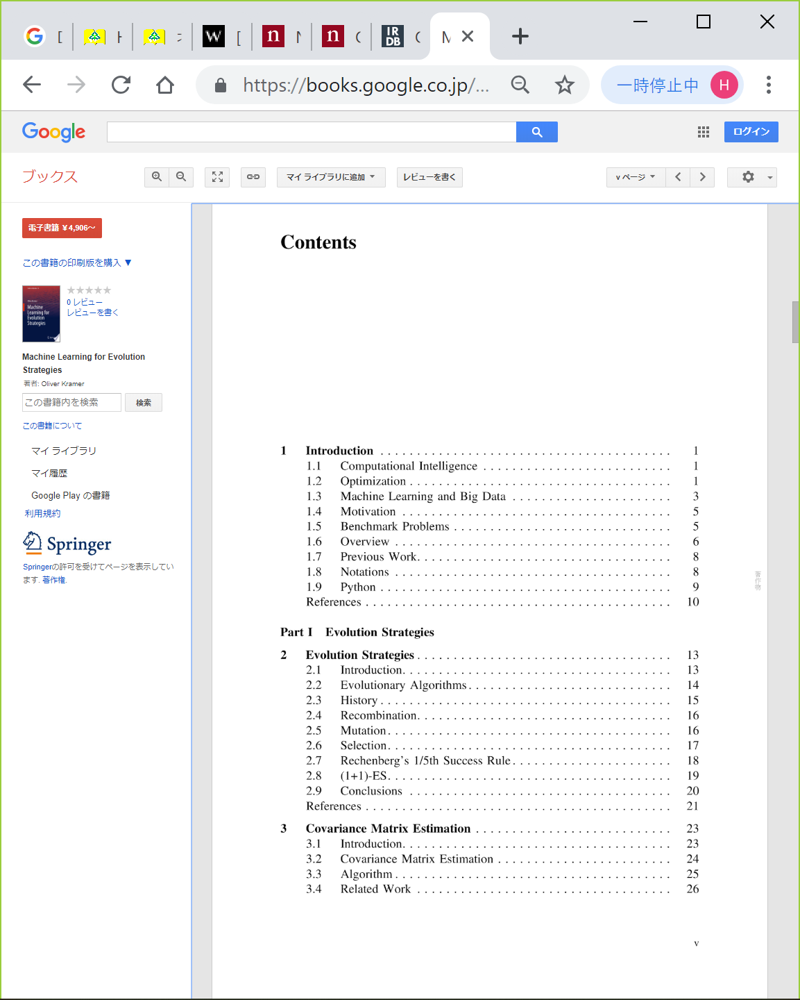 https://books.google.co.jp/...
一時停止中
H
Google
ログイン
ブックス
マイ ライブラリに追加
レビューを書く
v ページ
電子書籍 ¥4,906～
この書籍の印刷版を購入 ▼
Machine
Learning for
Evolution
Strategies
0 レビュー
レビューを書く
Machine Learning for Evolution
Strategies
著者: Oliver Kramer
この書籍内を検索
検索
この書籍について
マイ ライブラリ
マイ履歴
Google Play の書籍
利用規約
Springer
Springerの許可を受けてページを表示してい
ます. 著作権.
Contents
1 Introduction . . . . . . . . . . 1
1.1 Computational Intelligence . . . . . . . . . . 1
1.2 Optimization . . . . . . . . . . 1
1.3 Machine Learning and Big Data . . . . . . . . . . 3
1.4 Motivation . . . . . . . . . . 5
1.5 Benchmark Problems . . . . . . . . . . 5
1.6 Overview . . . . . . . . . . 6
1.7 Previous Work. . . . . . . . . . 8
1.8 Notations . . . . . . . . . . 8
1.9 Python . . . . . . . . . . 9
References . . . . . . . . . . 10
Part I Evolution Strategies
2 Evolution Strategies . . . . . . . . . . 13
2.1 Introduction. . . . . . . . . . 13
2.2 Evolutionary Algorithms. . . . . . . . . . 14
2.3 History . . . . . . . . . . 15
2.4 Recombination. . . . . . . . . . 16
2.5 Mutation. . . . . . . . . . 16
2.6 Selection. . . . . . . . . . 17
2.7 Rechenberg's 1/5th Success Rule . . . . . . . . . . 18
2.8 (1+1)-ES. . . . . . . . . . 19
2.9 Conclusions . . . . . . . . . . 20
References . . . . . . . . . . 21
3 Covariance Matrix Estimation . . . . . . . . . . 23
3.1 Introduction. . . . . . . . . . 23
3.2 Covariance Matrix Estimation . . . . . . . . . . 24
3.3 Algorithm . . . . . . . . . . 25
3.4 Related Work . . . . . . . . . . 26
v
著作物